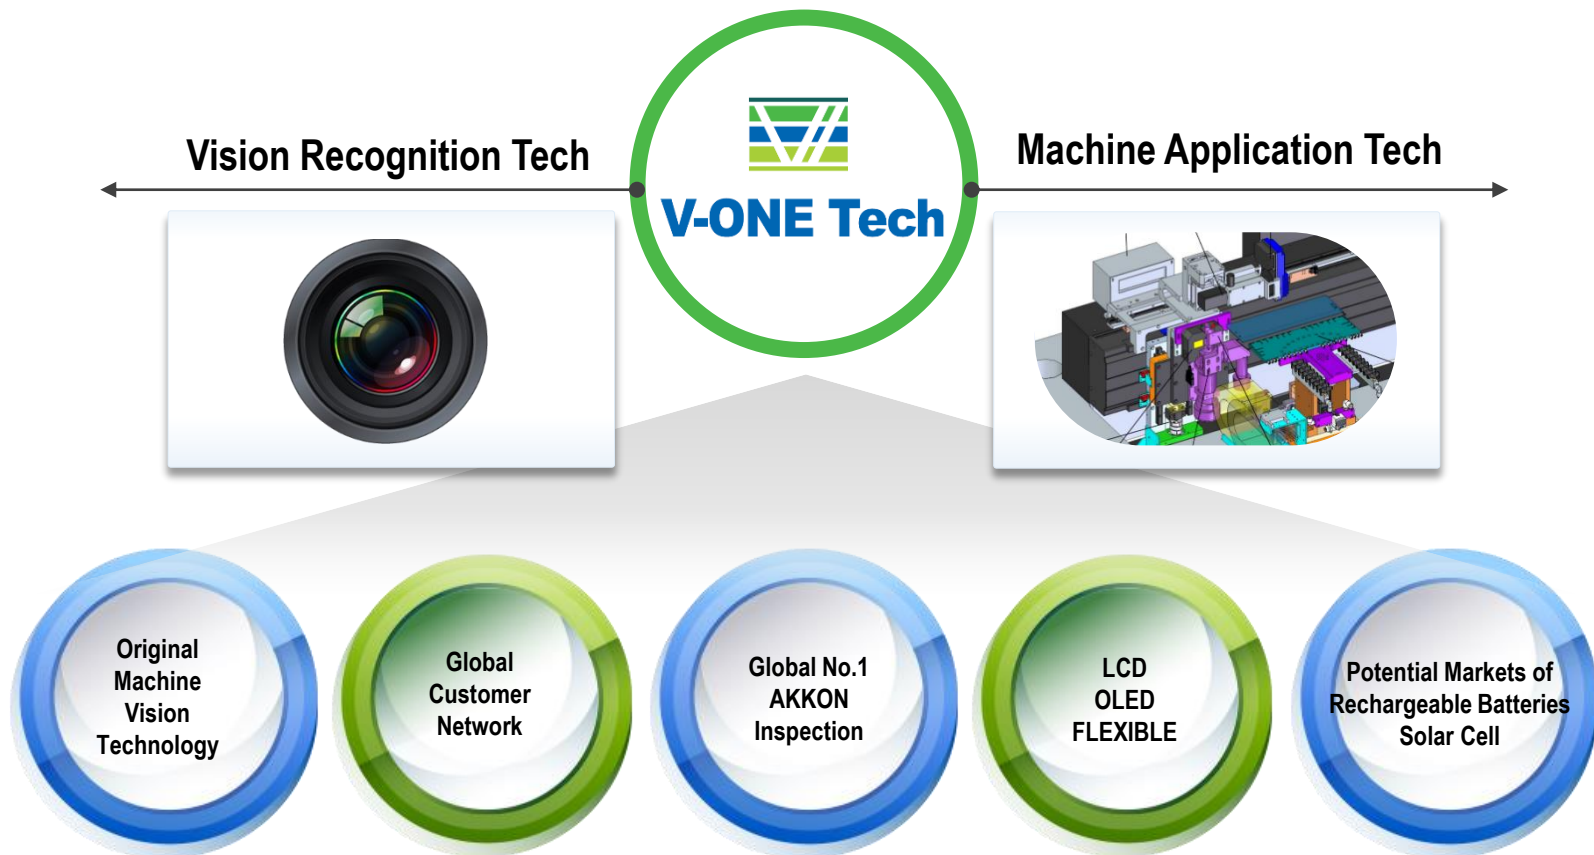 Vision Recognition Tech
V-ONE Tech
Machine Application Tech
Original
Machine
Vision
Technology
Global
Customer
Network
Global No.1
AKKON
Inspection
LCD
OLED
FLEXIBLE
Potential Markets of
Rechargeable Batteries
Solar Cell